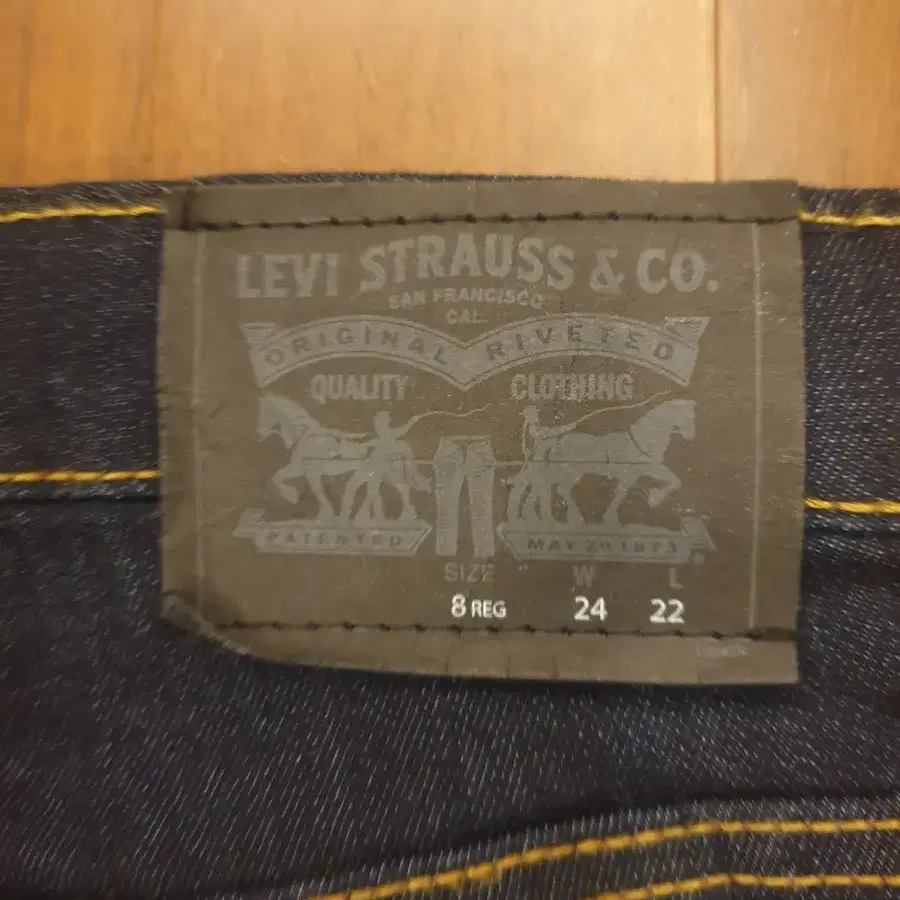 LEVI STRAUSS & CO.
SAN FRANCISCO
CAL
ORIGINAL RIVETED
QUALITY CLOTHING
PATENTED MAY 20 1873
SIZE W L
8 REG 24 22